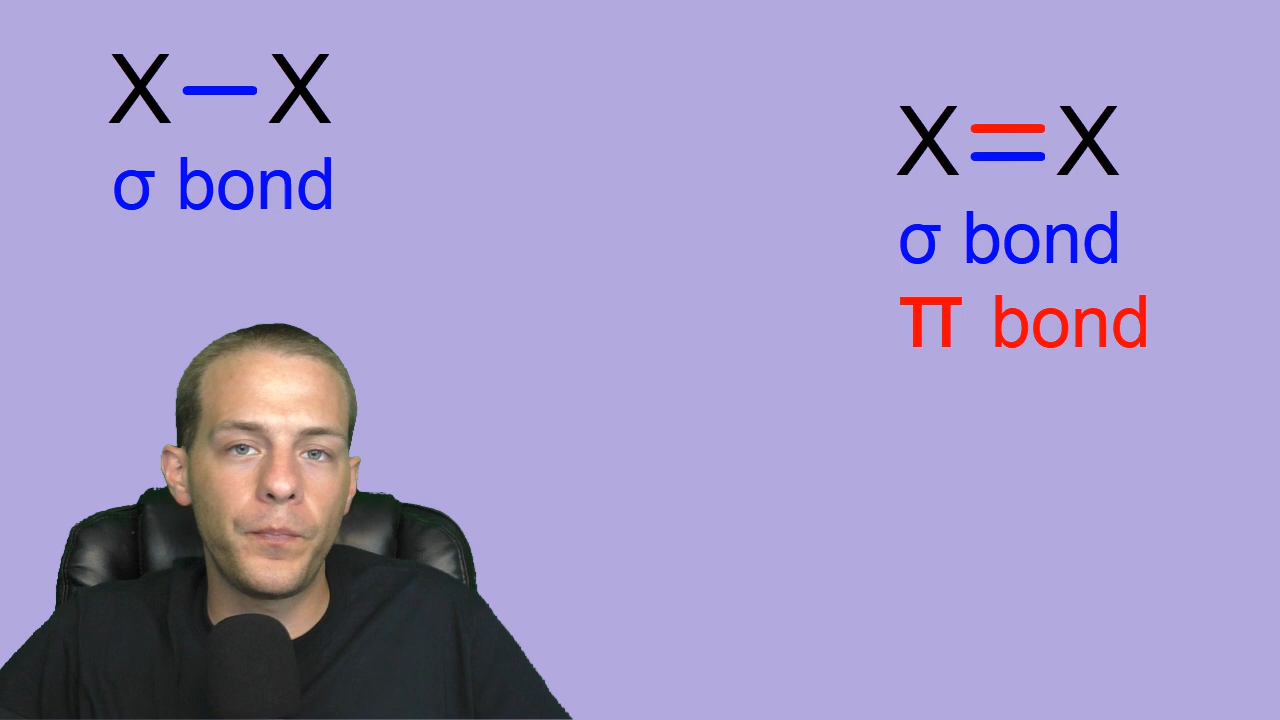 X—X
σ bond
X=X
σ bond
π bond